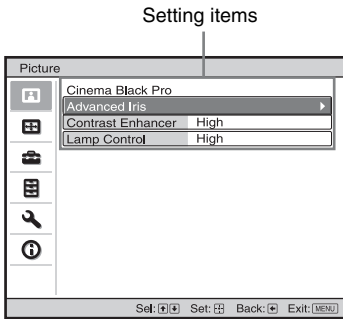 Setting items
Picture
Cinema Black Pro
Advanced Iris
Contrast Enhancer High
Lamp Control High
Sel: Set: Back: Exit: MENU